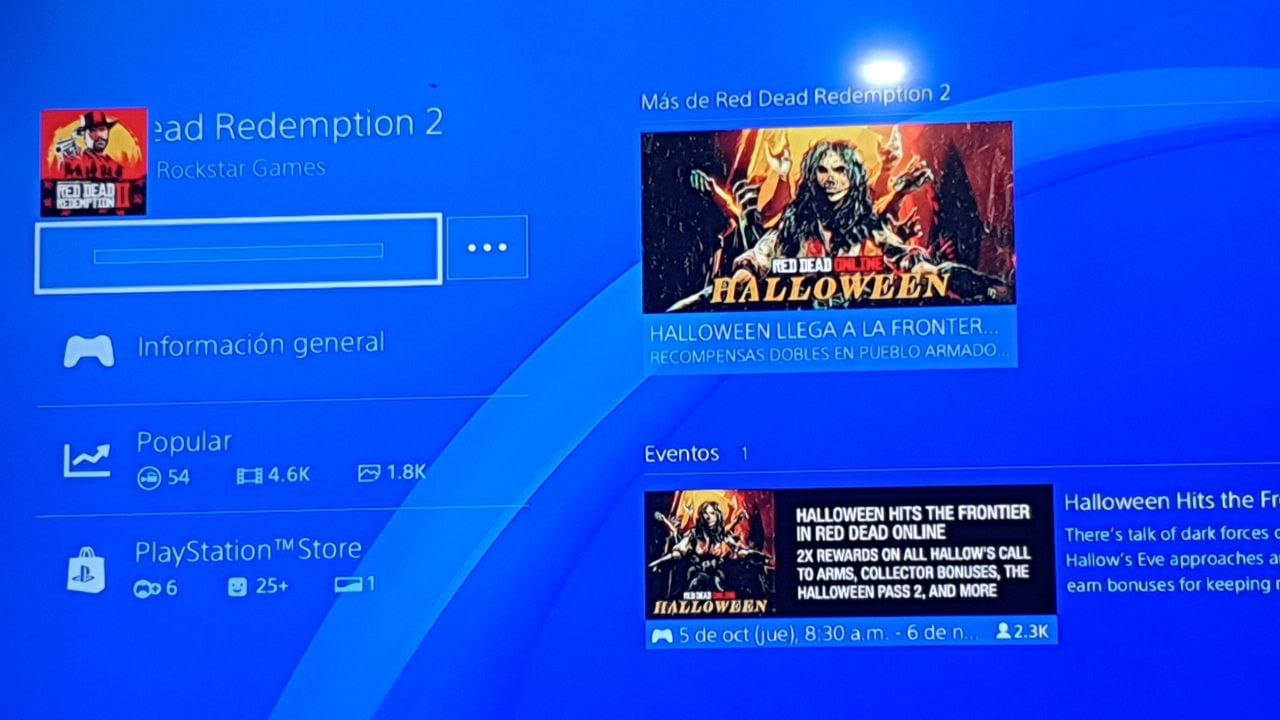 ead Redemption 2
Rockstar Games
RED DEAD
REDEMPTION II
...
Información general
Popular
54 4.6K 1.8K
PlayStation™Store
6 25+ 1
Más de Red Dead Redemption 2
RED DEAD ONLINE
HALLOWEEN
HALLOWEEN LLEGA A LA FRONTER...
RECOMPENSAS DOBLES EN PUEBLO ARMADO...
Eventos 1
RED DEAD ONLINE
HALLOWEEN
HALLOWEEN HITS THE FRONTIER
IN RED DEAD ONLINE
2X REWARDS ON ALL HALLOW'S CALL
TO ARMS, COLLECTOR BONUSES, THE
HALLOWEEN PASS 2, AND MORE
5 de oct (jue), 8:30 a.m. - 6 de n... 2.3K
Halloween Hits the Fr
There's talk of dark forces
Hallow's Eve approaches a
earn bonuses for keeping